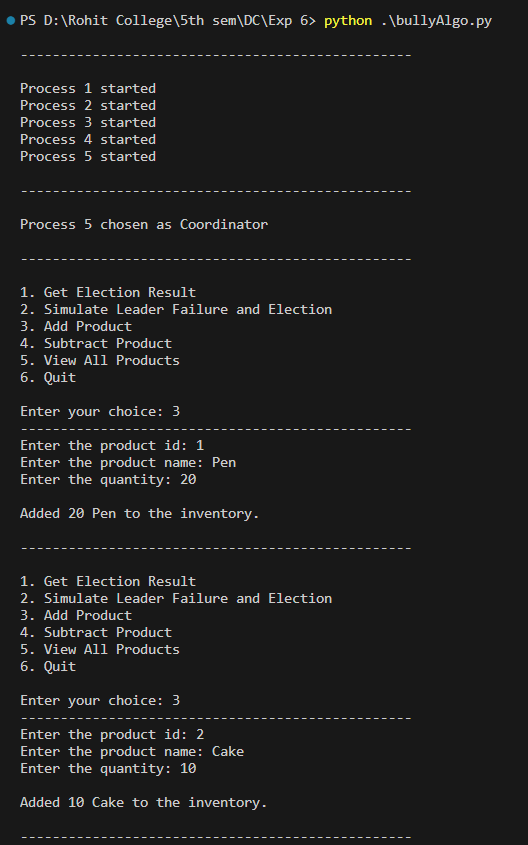 PS D:\Rohit College\5th sem\DC\Exp 6> python .\bullyAlgo.py
-------------------------------------------------
Process 1 started
Process 2 started
Process 3 started
Process 4 started
Process 5 started
-------------------------------------------------
Process 5 chosen as Coordinator
-------------------------------------------------
1. Get Election Result
2. Simulate Leader Failure and Election
3. Add Product
4. Subtract Product
5. View All Products
6. Quit
Enter your choice: 3
-------------------------------------------------
Enter the product id: 1
Enter the product name: Pen
Enter the quantity: 20
Added 20 Pen to the inventory.
-------------------------------------------------
1. Get Election Result
2. Simulate Leader Failure and Election
3. Add Product
4. Subtract Product
5. View All Products
6. Quit
Enter your choice: 3
-------------------------------------------------
Enter the product id: 2
Enter the product name: Cake
Enter the quantity: 10
Added 10 Cake to the inventory.
-------------------------------------------------